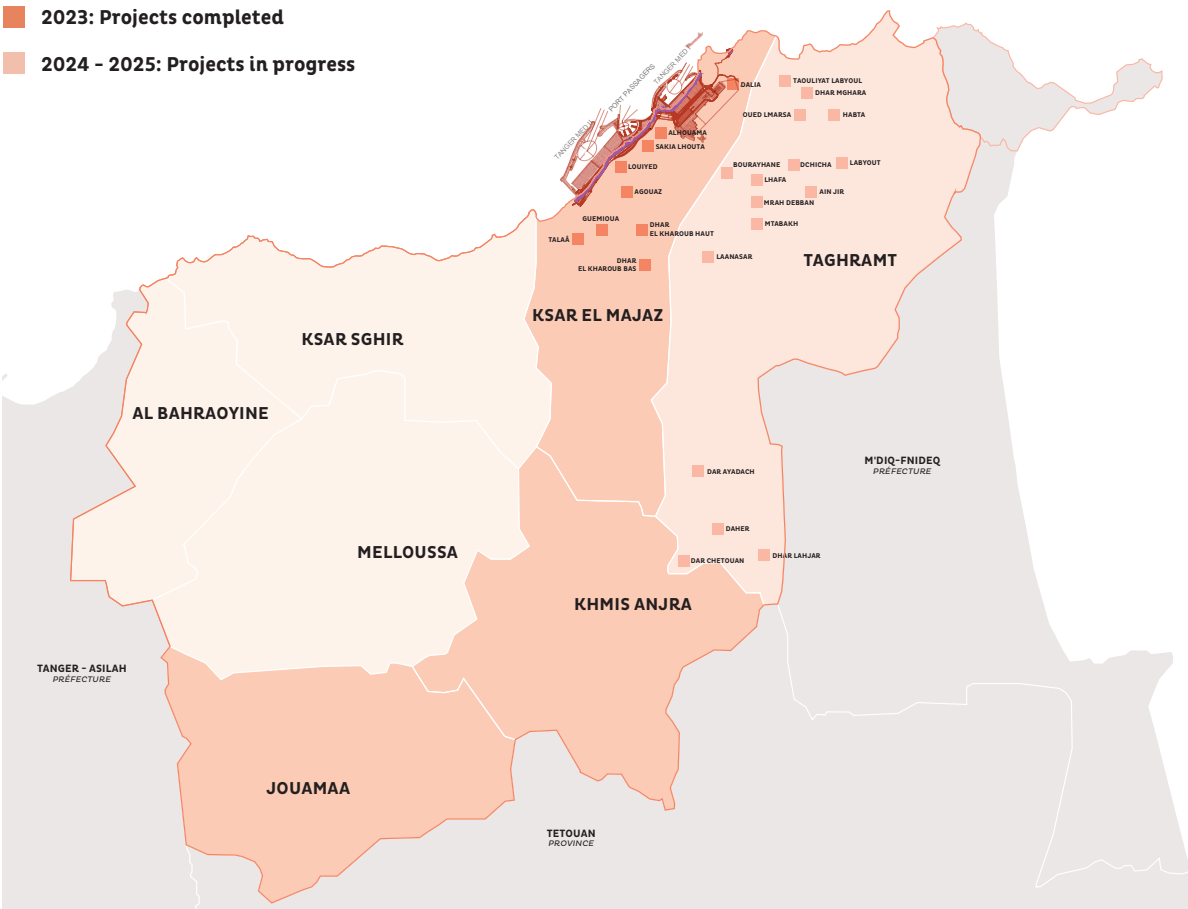 2023: Projects completed
2024 - 2025: Projects in progress
TANGER MED II
PORT PASSAGERS
TANGER MED I
DALIA
TAOULIYAT LABYOUL
DHAR MGHARA
OUED LMARSA
HABTA
ALHOUAMA
SAKIA LHOUTA
LOUIYED
AGOUAZ
BOURAYHANE
DCHICHA
LABYOUT
LHAFA
AIN JIR
MRAH DEBBAN
MTABAKH
GUEMIOUA
DHAR
EL KHAROUB HAUT
TALAÂ
DHAR
EL KHAROUB BAS
LAANASAR
TAGHRAMT
KSAR EL MAJAZ
KSAR SGHIR
AL BAHRAOYINE
DAR AYADACH
M'DIQ-FNIDEQ
PRÉFECTURE
DAHER
MELLOUSSA
DAR CHETOUAN
DHAR LAHJAR
KHMIS ANJRA
TANGER - ASILAH
PRÉFECTURE
JOUAMAA
TETOUAN
PROVINCE